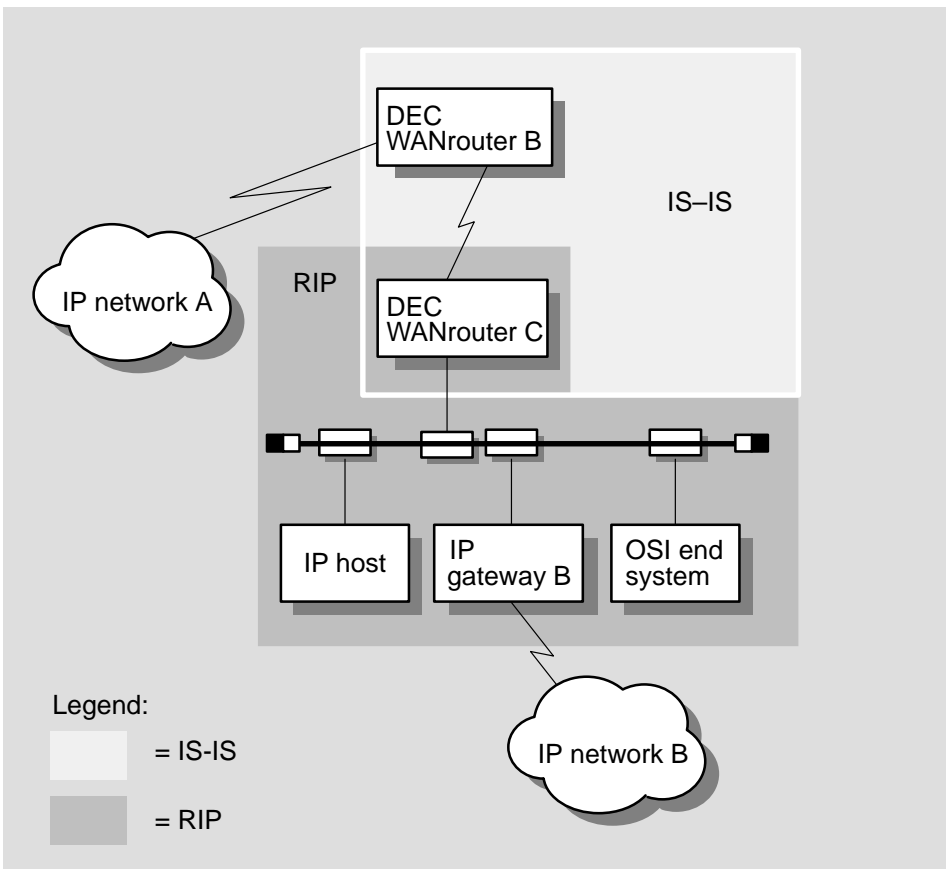 DEC
WANrouter B
IS–IS
RIP
IP network A
DEC
WANrouter C
IP host
IP
gateway B
OSI end
system
IP network B
Legend:
= IS-IS
= RIP